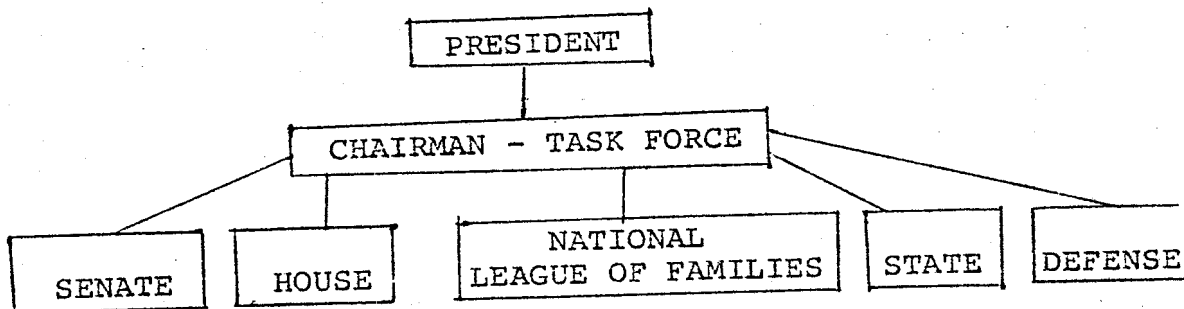 PRESIDENT
CHAIRMAN - TASK FORCE
SENATE
HOUSE
NATIONAL
LEAGUE OF FAMILIES
STATE
DEFENSE